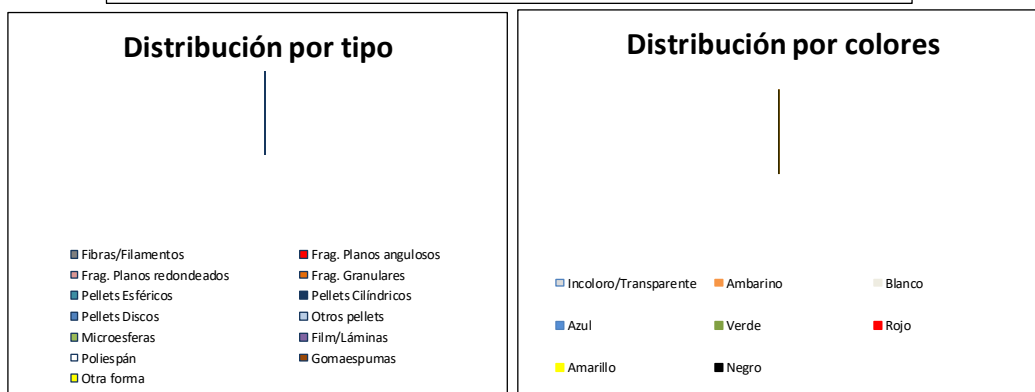 Distribución por tipo
Fibras/Filamentos
Frag. Planos angulosos
Frag. Planos redondeados
Frag. Granulares
Pellets Esféricos
Pellets Cilíndricos
Pellets Discos
Otros pellets
Microesferas
Film/Láminas
Poliespán
Gomaespumas
Otra forma
Distribución por colores
Incoloro/Transparente
Ambarino
Blanco
Azul
Verde
Rojo
Amarillo
Negro